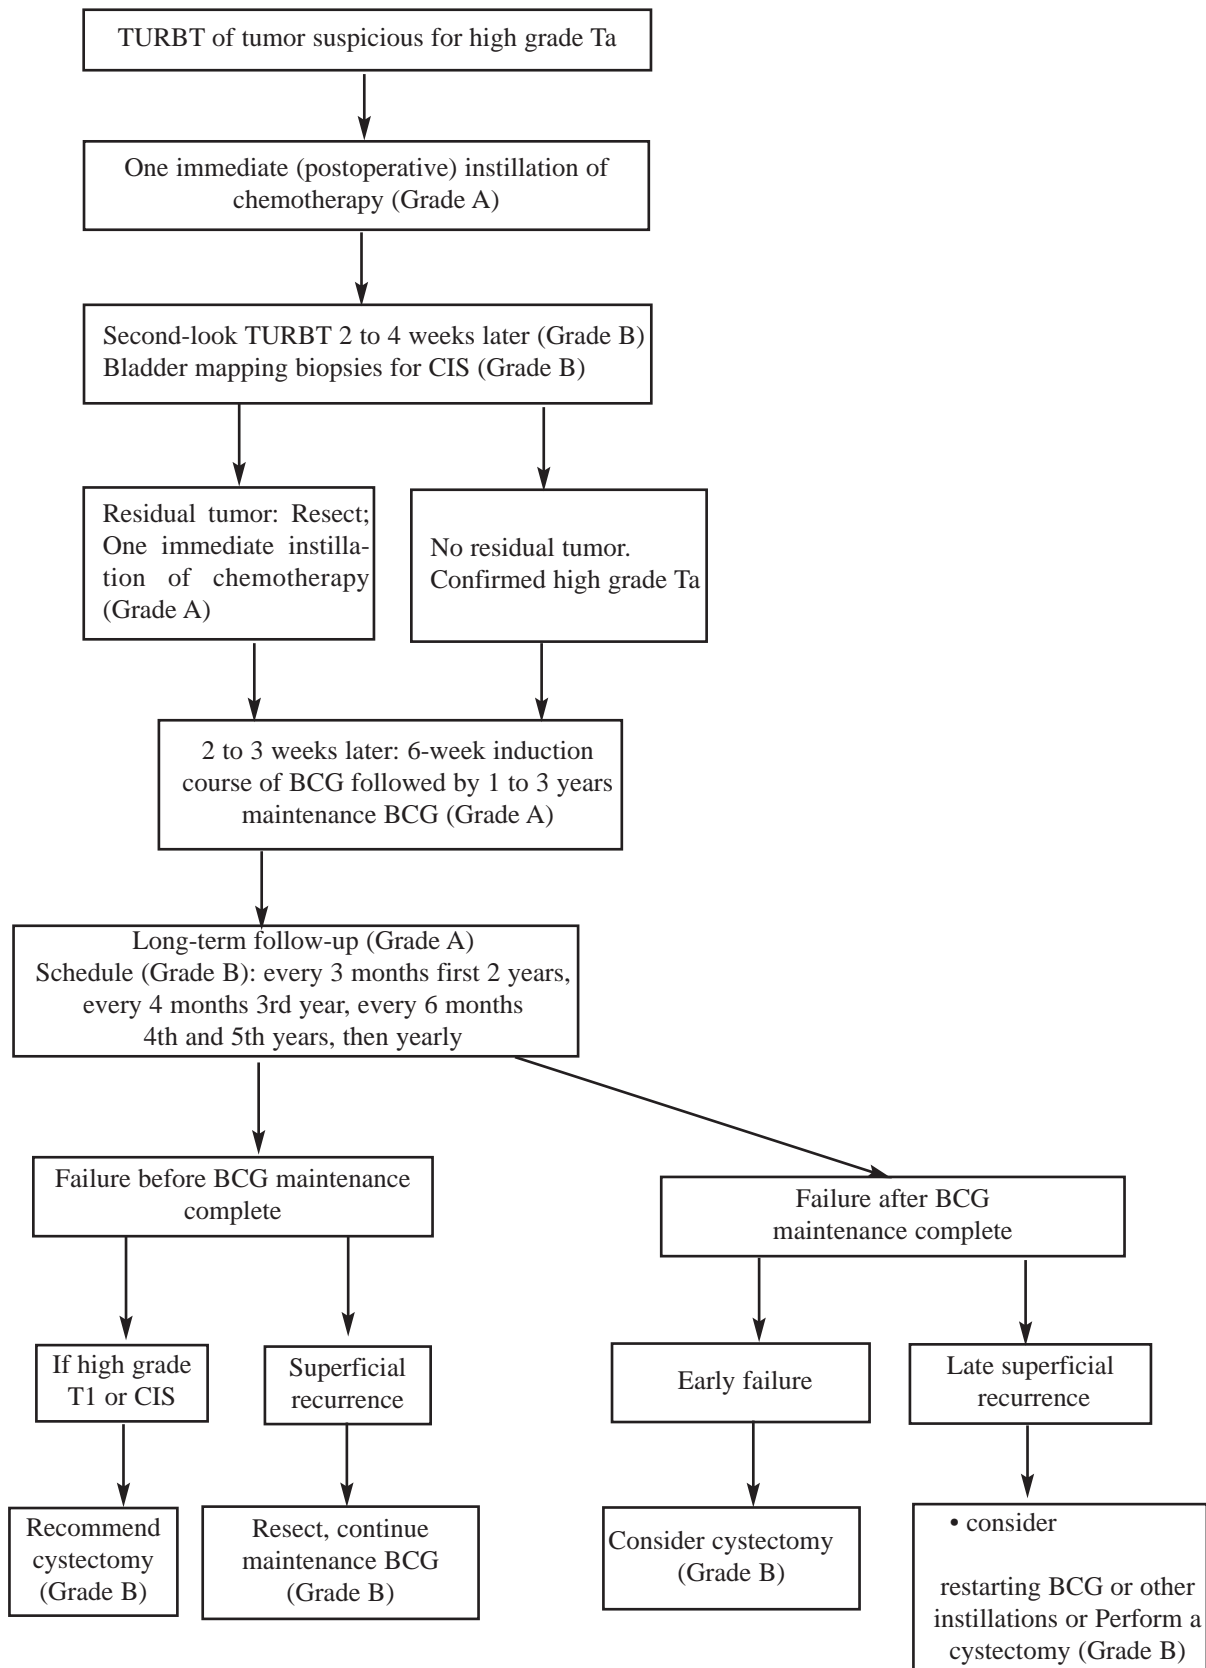 TURBT of tumor suspicious for high grade Ta
One immediate (postoperative) instillation of
chemotherapy (Grade A)
Second-look TURBT 2 to 4 weeks later (Grade B)
Bladder mapping biopsies for CIS (Grade B)
Residual tumor: Resect;
One immediate instilla-
tion of chemotherapy
(Grade A)
No residual tumor.
Confirmed high grade Ta
2 to 3 weeks later: 6-week induction
course of BCG followed by 1 to 3 years
maintenance BCG (Grade A)
Long-term follow-up (Grade A)
Schedule (Grade B): every 3 months first 2 years,
every 4 months 3rd year, every 6 months
4th and 5th years, then yearly
Failure before BCG maintenance
complete
Failure after BCG
maintenance complete
If high grade
T1 or CIS
Superficial
recurrence
Early failure
Late superficial
recurrence
Recommend
cystectomy
(Grade B)
Resect, continue
maintenance BCG
(Grade B)
Consider cystectomy
(Grade B)
• consider
restarting BCG or other
instillations or Perform a
cystectomy (Grade B)